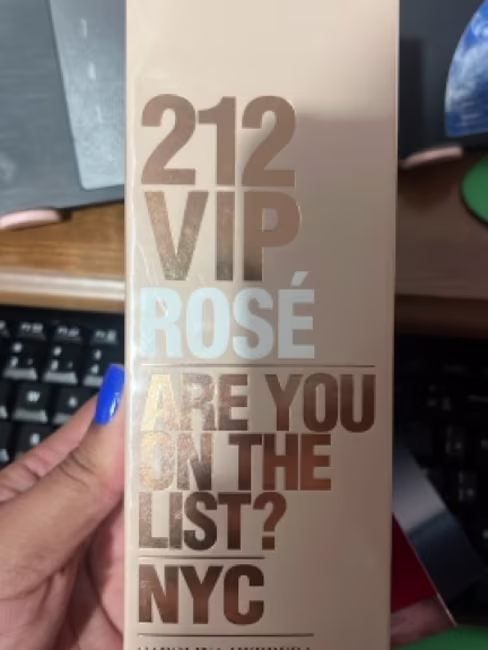 212
VIP
ROSÉ
ARE YOU
ON THE
LIST?
NYC